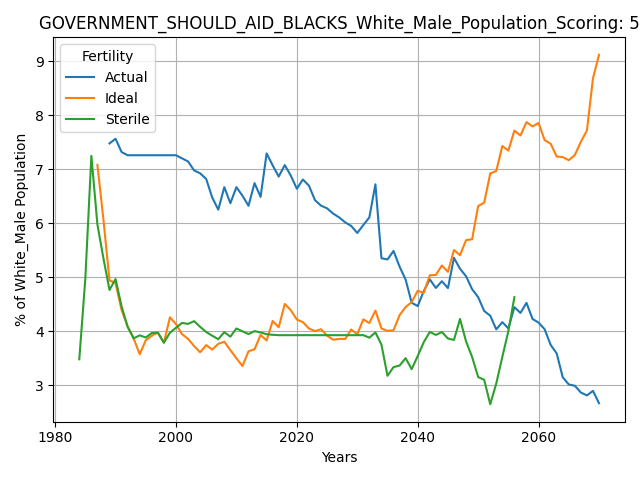 GOVERNMENT_SHOULD_AID_BLACKS_White_Male_Population_Scoring: 5
Fertility
Actual
Ideal
Sterile
% of White_Male Population
9
8
7
6
5
4
3
1980 2000 2020 2040 2060
Years